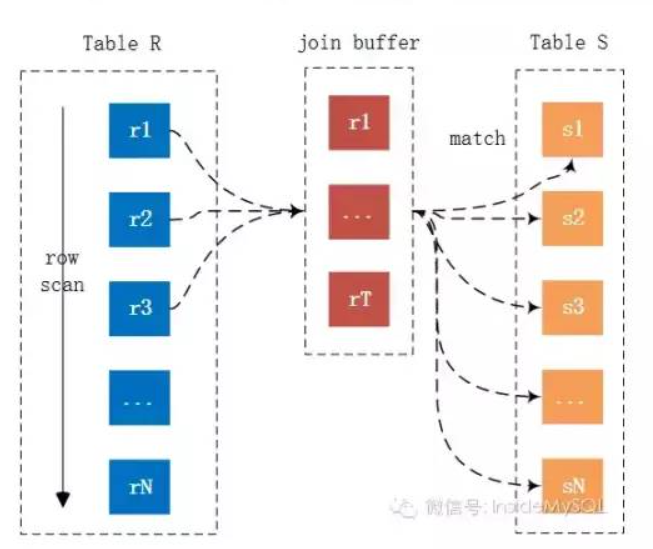 Table R
join buffer
Table S
r1
r2
r3
...
rN
row
scan
r1
...
rT
match
s1
s2
s3
...
sN
微信号: InsideMySQL